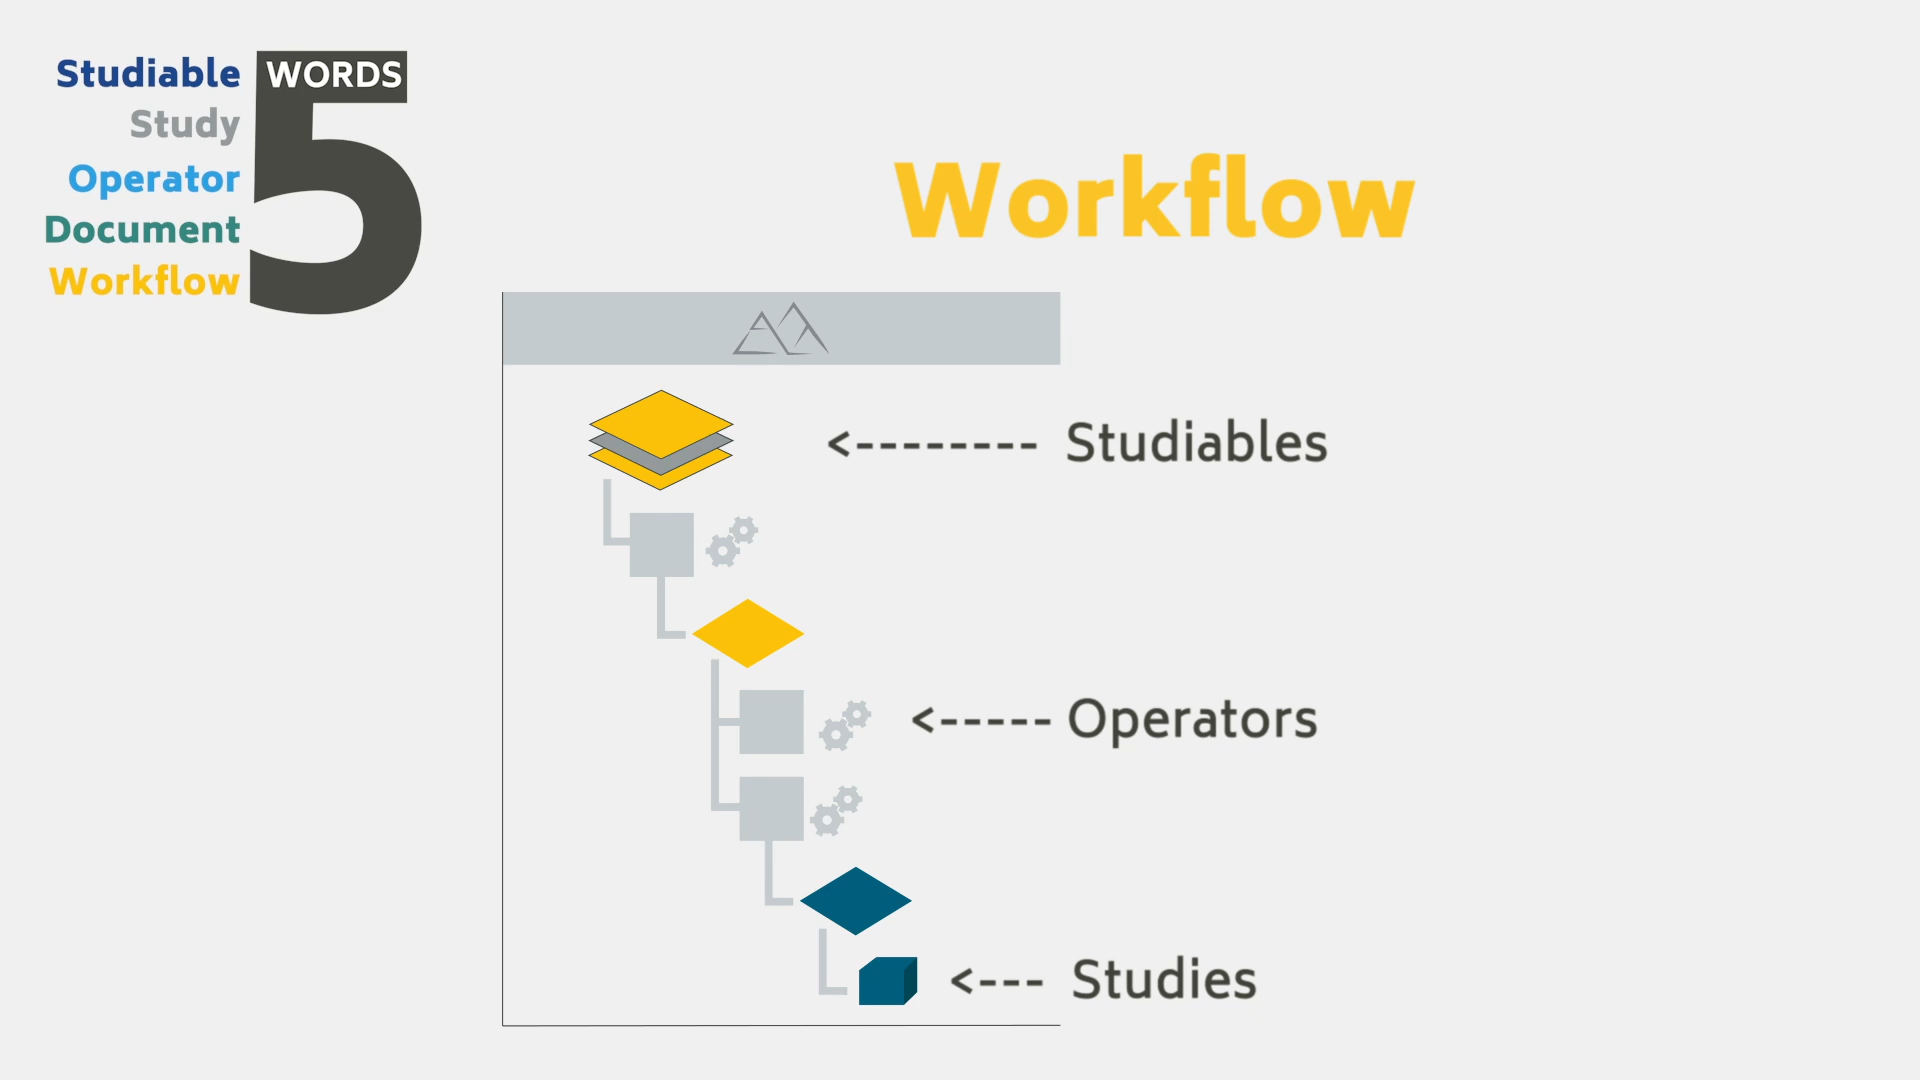 WORDS
5
Studiable
Study
Operator
Document
Workflow
Workflow
<-------- Studiables
<----- Operators
<--- Studies